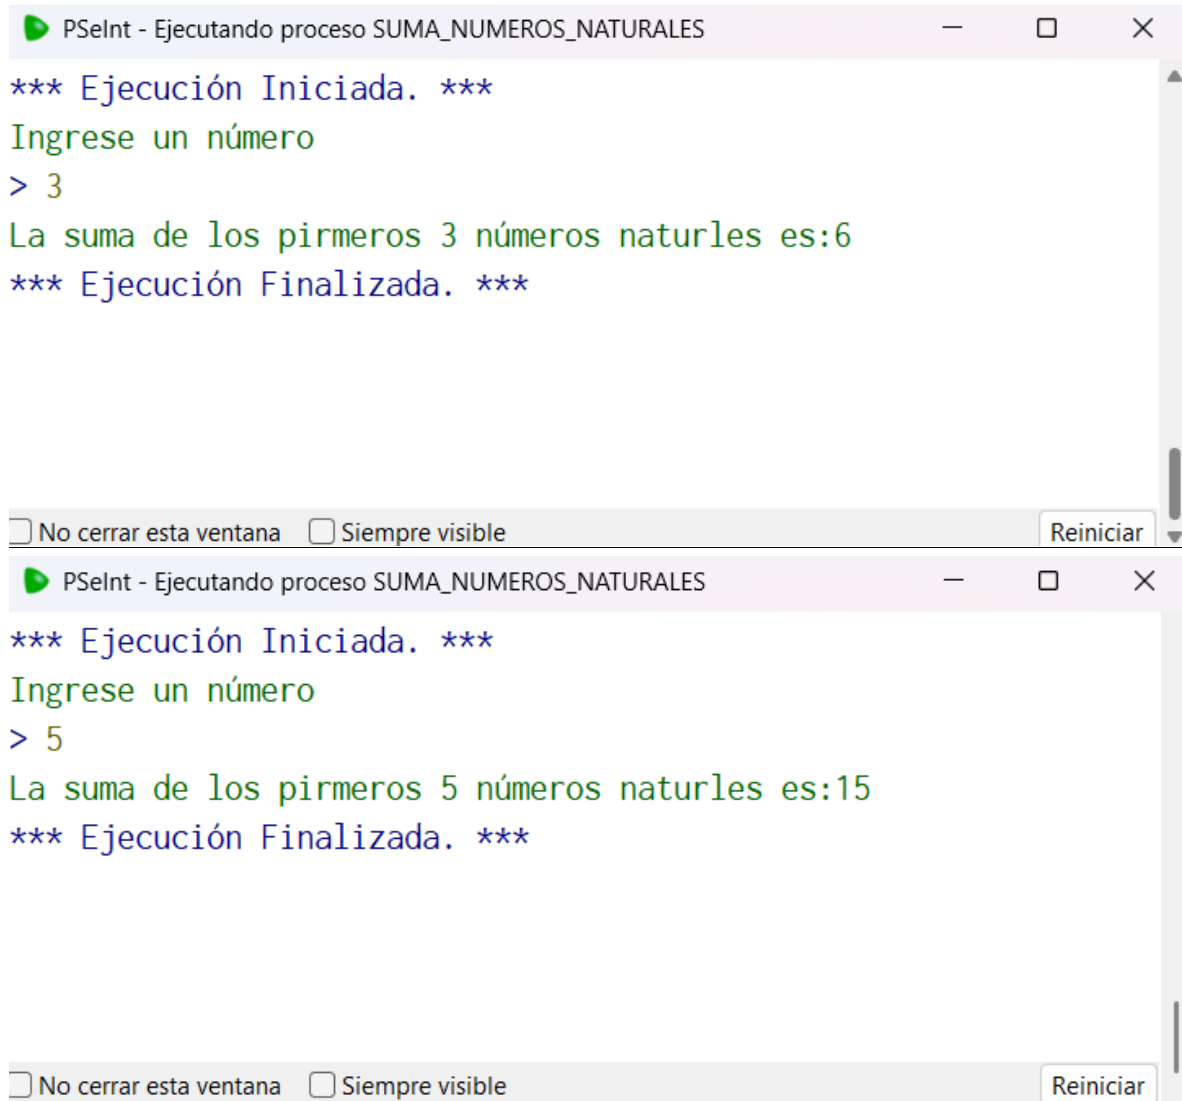 PSeInt - Ejecutando proceso SUMA_NUMEROS_NATURALES
*** Ejecución Iniciada. ***
Ingrese un número
> 3
La suma de los pirmeros 3 números naturles es:6
*** Ejecución Finalizada. ***
No cerrar esta ventana Siempre visible Reiniciar
PSeInt - Ejecutando proceso SUMA_NUMEROS_NATURALES
*** Ejecución Iniciada. ***
Ingrese un número
> 5
La suma de los pirmeros 5 números naturles es:15
*** Ejecución Finalizada. ***
No cerrar esta ventana Siempre visible Reiniciar